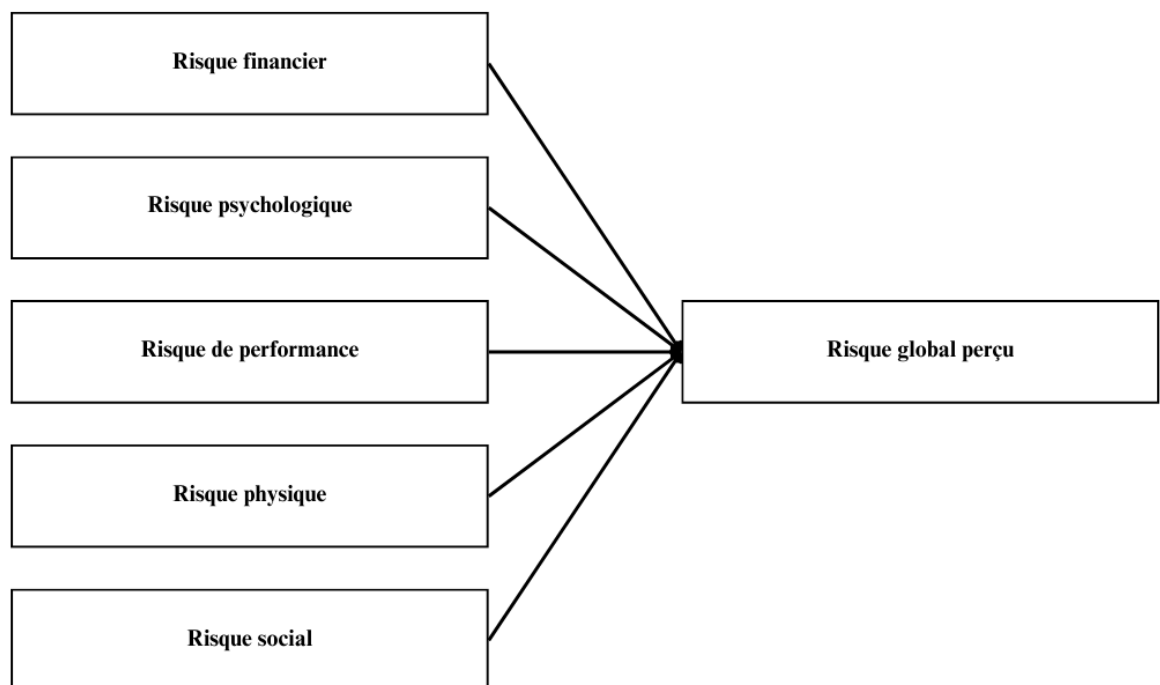 Risque financier
Risque psychologique
Risque de performance
Risque global perçu
Risque physique
Risque social